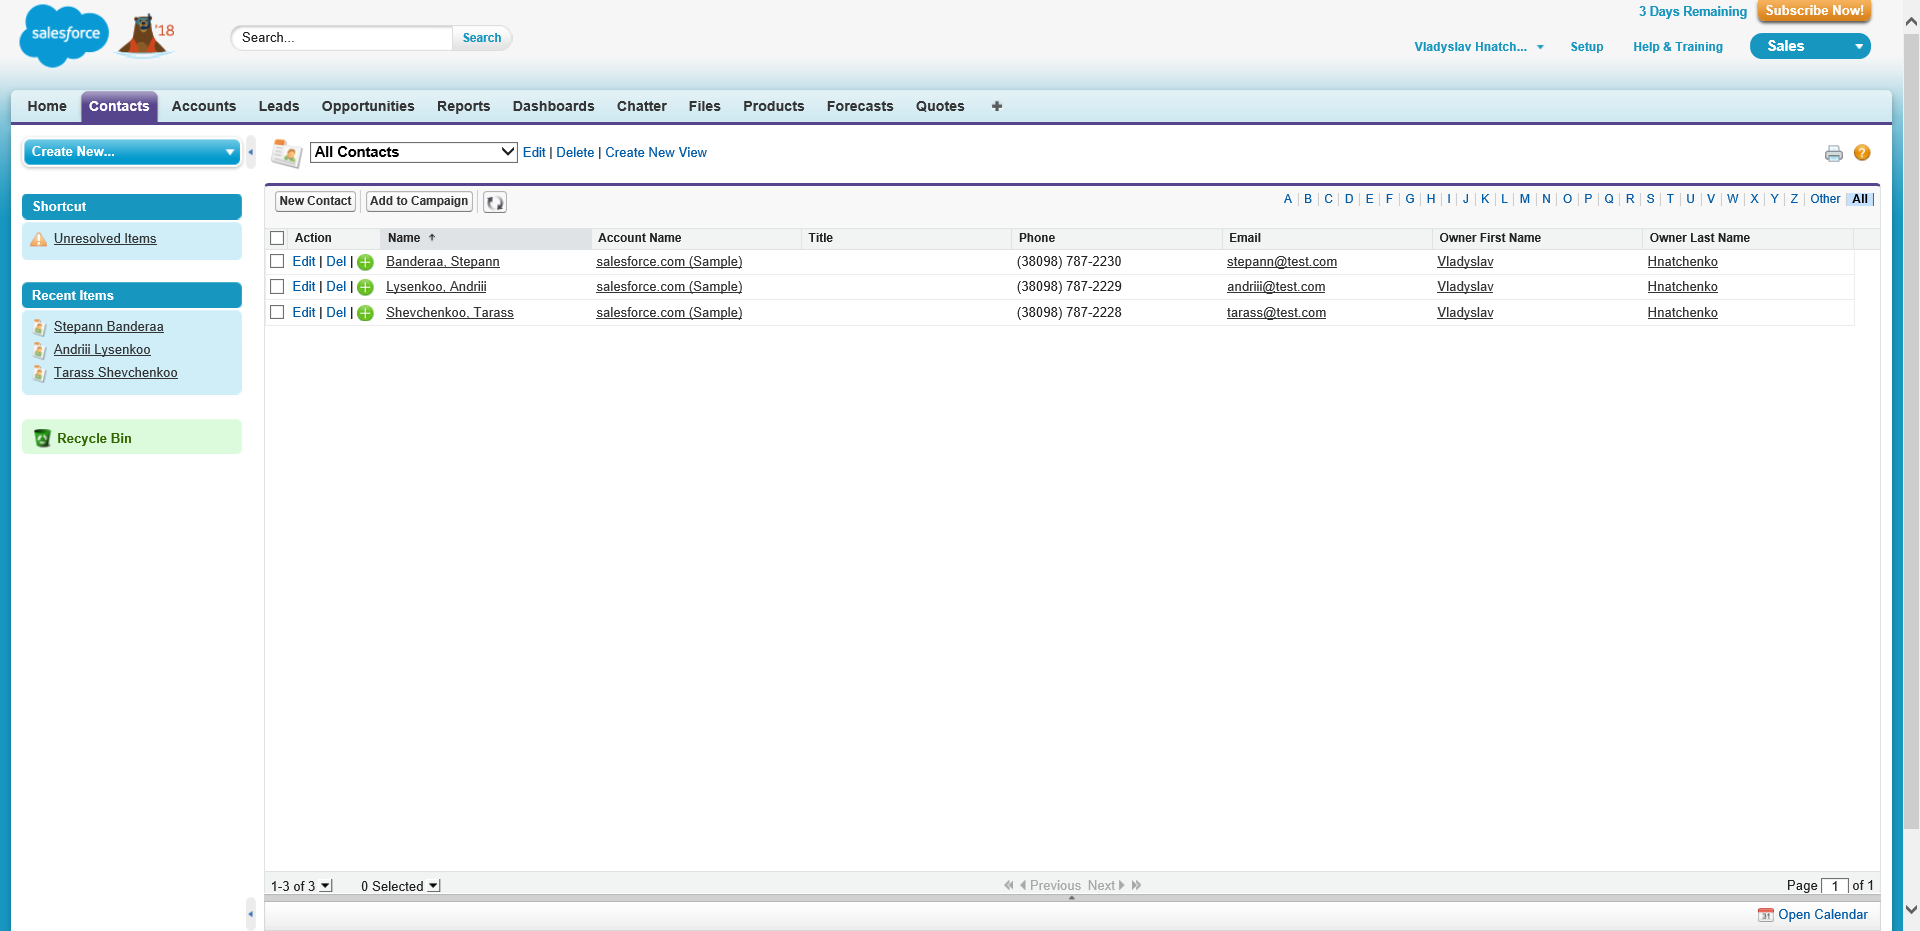 salesforce
'18
Search...
Search
3 Days Remaining
Subscribe Now!
Vladyslav Hnatch...
Setup
Help & Training
Sales
Home
Contacts
Accounts
Leads
Opportunities
Reports
Dashboards
Chatter
Files
Products
Forecasts
Quotes
Create New...
All Contacts
Edit | Delete | Create New View
?
Shortcut
Unresolved Items
Recent Items
Stepann Banderaa
Andriii Lysenkoo
Tarass Shevchenkoo
Recycle Bin
New Contact
Add to Campaign
A | B | C | D | E | F | G | H | I | J | K | L | M | N | O | P | Q | R | S | T | U | V | W | X | Y | Z | Other | All
Action Name Account Name Title Phone Email Owner First Name Owner Last Name
Edit | Del | Banderaa, Stepann salesforce.com (Sample) (38098) 787-2230 stepann@test.com Vladyslav Hnatchenko
Edit | Del | Lysenkoo, Andriii salesforce.com (Sample) (38098) 787-2229 andriii@test.com Vladyslav Hnatchenko
Edit | Del | Shevchenkoo, Tarass salesforce.com (Sample) (38098) 787-2228 tarass@test.com Vladyslav Hnatchenko
1-3 of 3
0 Selected
Previous Next
Page 1 of 1
31 Open Calendar